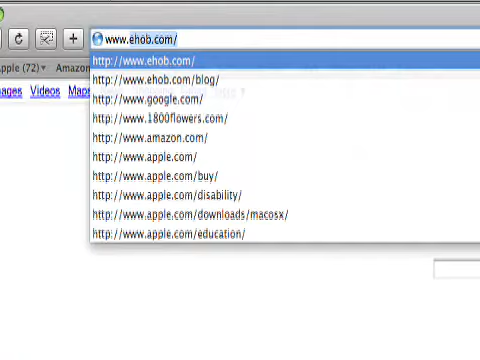 www.ehob.com/
http://www.ehob.com/
pple (72)▾ Amazon
http://www.ehob.com/blog/
ages Videos Maps
http://www.google.com/
http://www.1800flowers.com/
http://www.amazon.com/
http://www.apple.com/
http://www.apple.com/buy/
http://www.apple.com/disability/
http://www.apple.com/downloads/macosx/
http://www.apple.com/education/